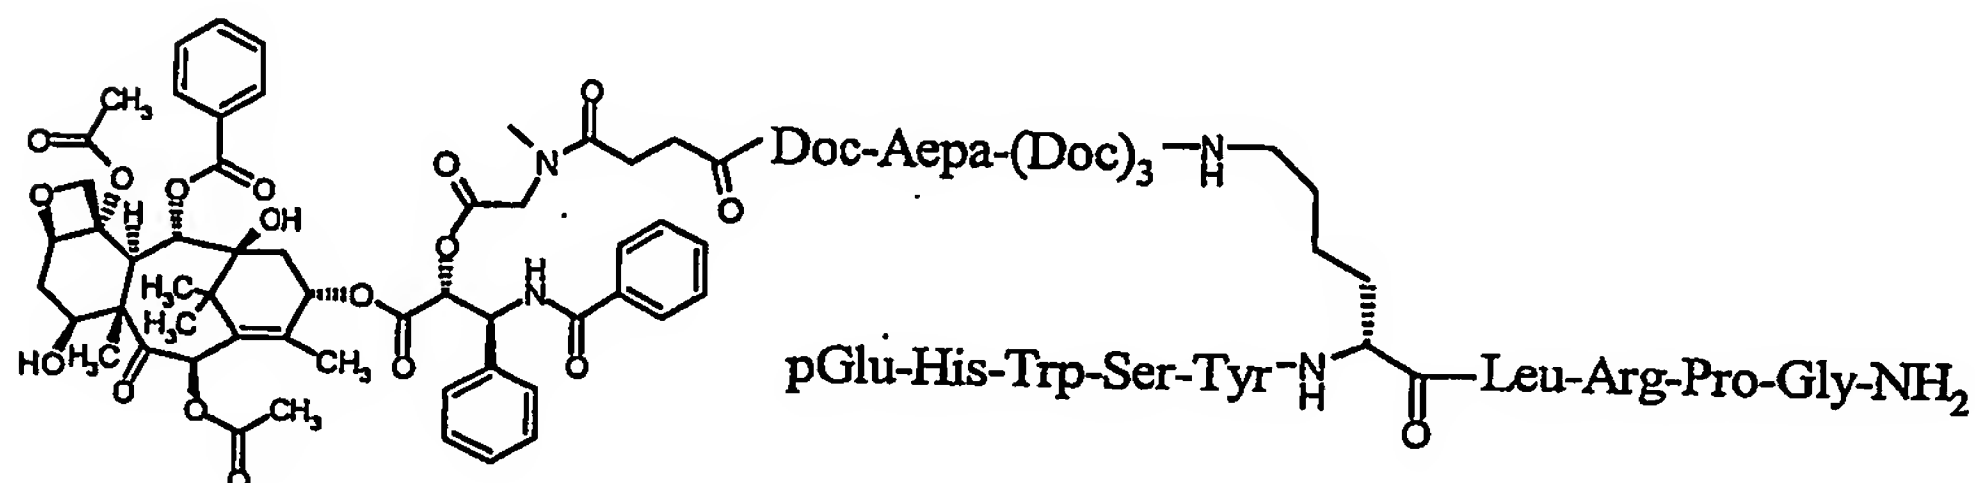 CH3
O
O
O
O
O
H
O
O
OH
H3C
H3C
HO
H3C
O
O
CH3
O
CH3
O
O
O
O
N
O
O
H
N
O
Doc-Aepa-(Doc)3
N
H
pGlu-His-Trp-Ser-Tyr
N
H
O
Leu-Arg-Pro-Gly-NH2